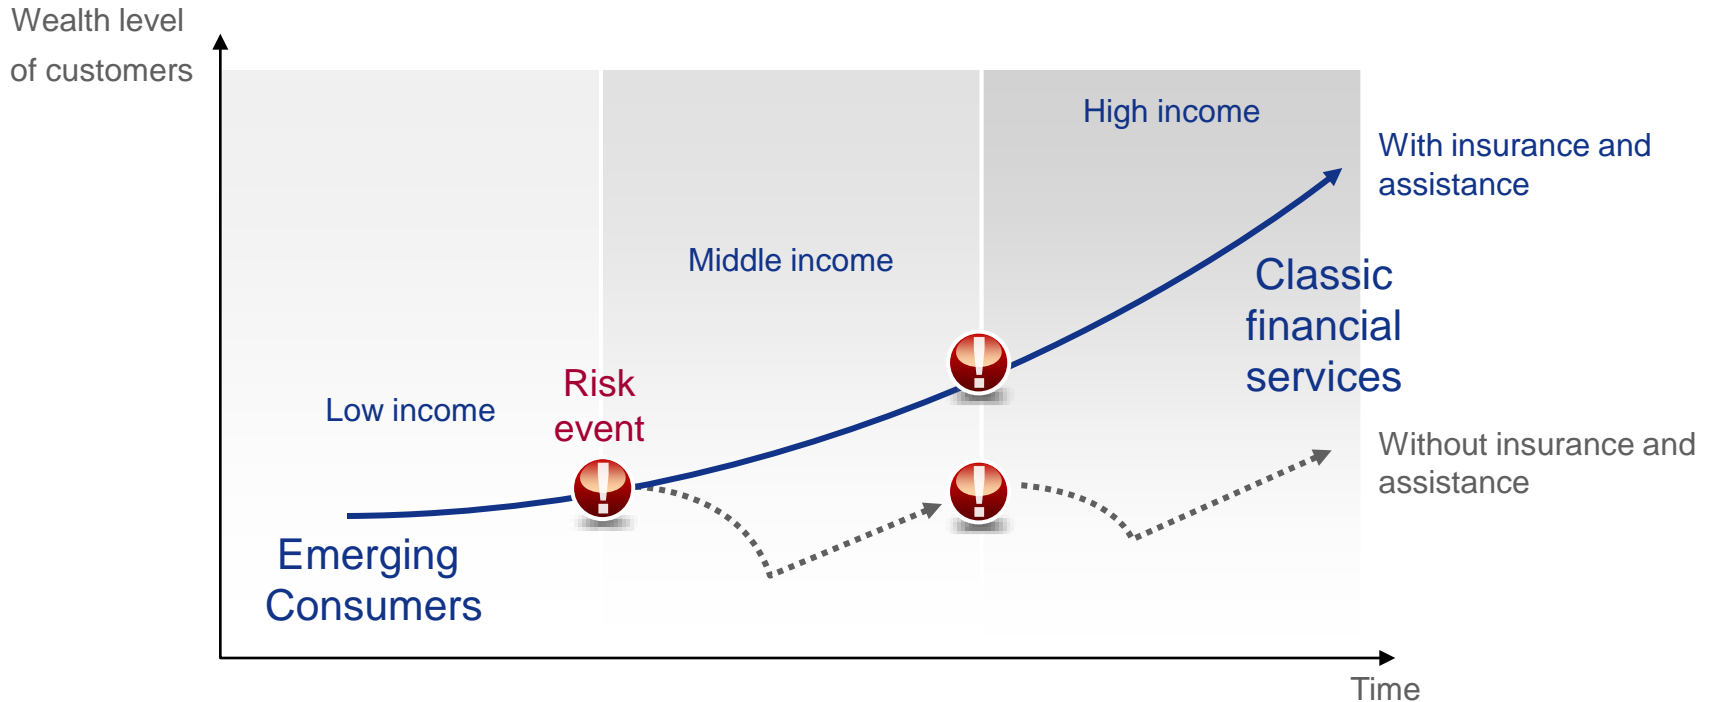 Wealth level
of customers
High income
With insurance and
assistance
Middle income
Classic
financial
services
Risk
event
Low income
Without insurance and
assistance
Emerging
Consumers
Time